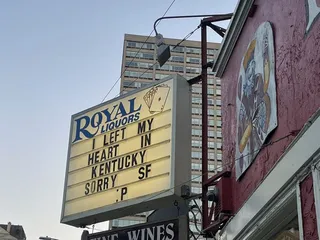 ROYAL
LIQUORS
I LEFT MY
HEART IN
KENTUCKY
SORRY SF
.P
FINE WINES